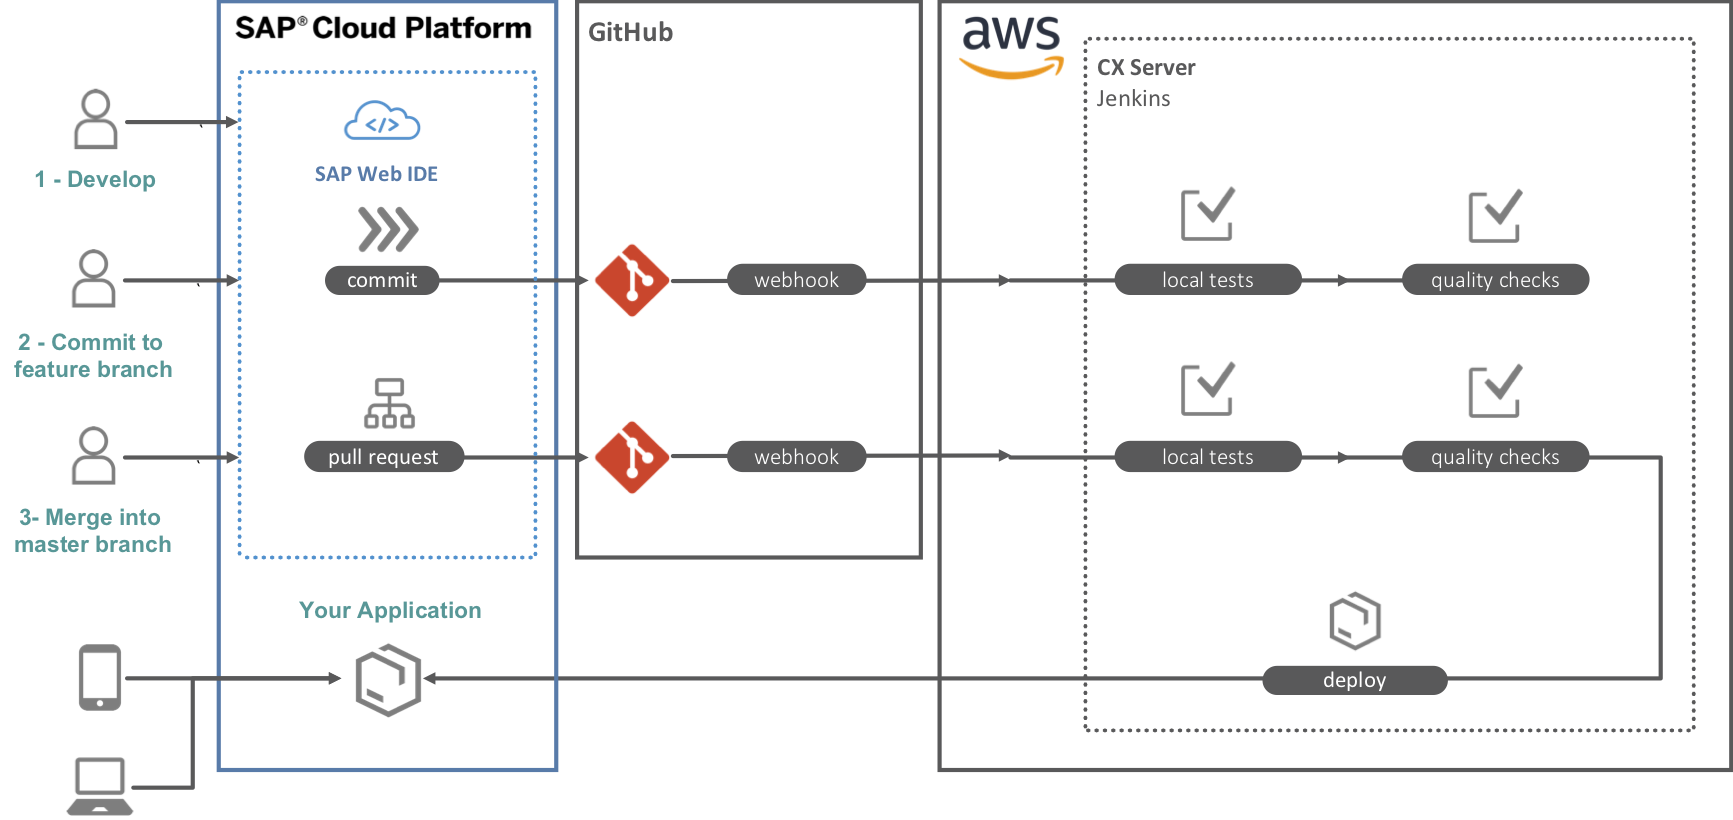 SAP® Cloud Platform
GitHub
aws
CX Server
Jenkins
SAP Web IDE
1 - Develop
commit
webhook
local tests
quality checks
2 - Commit to
feature branch
pull request
webhook
local tests
quality checks
3- Merge into
master branch
Your Application
deploy